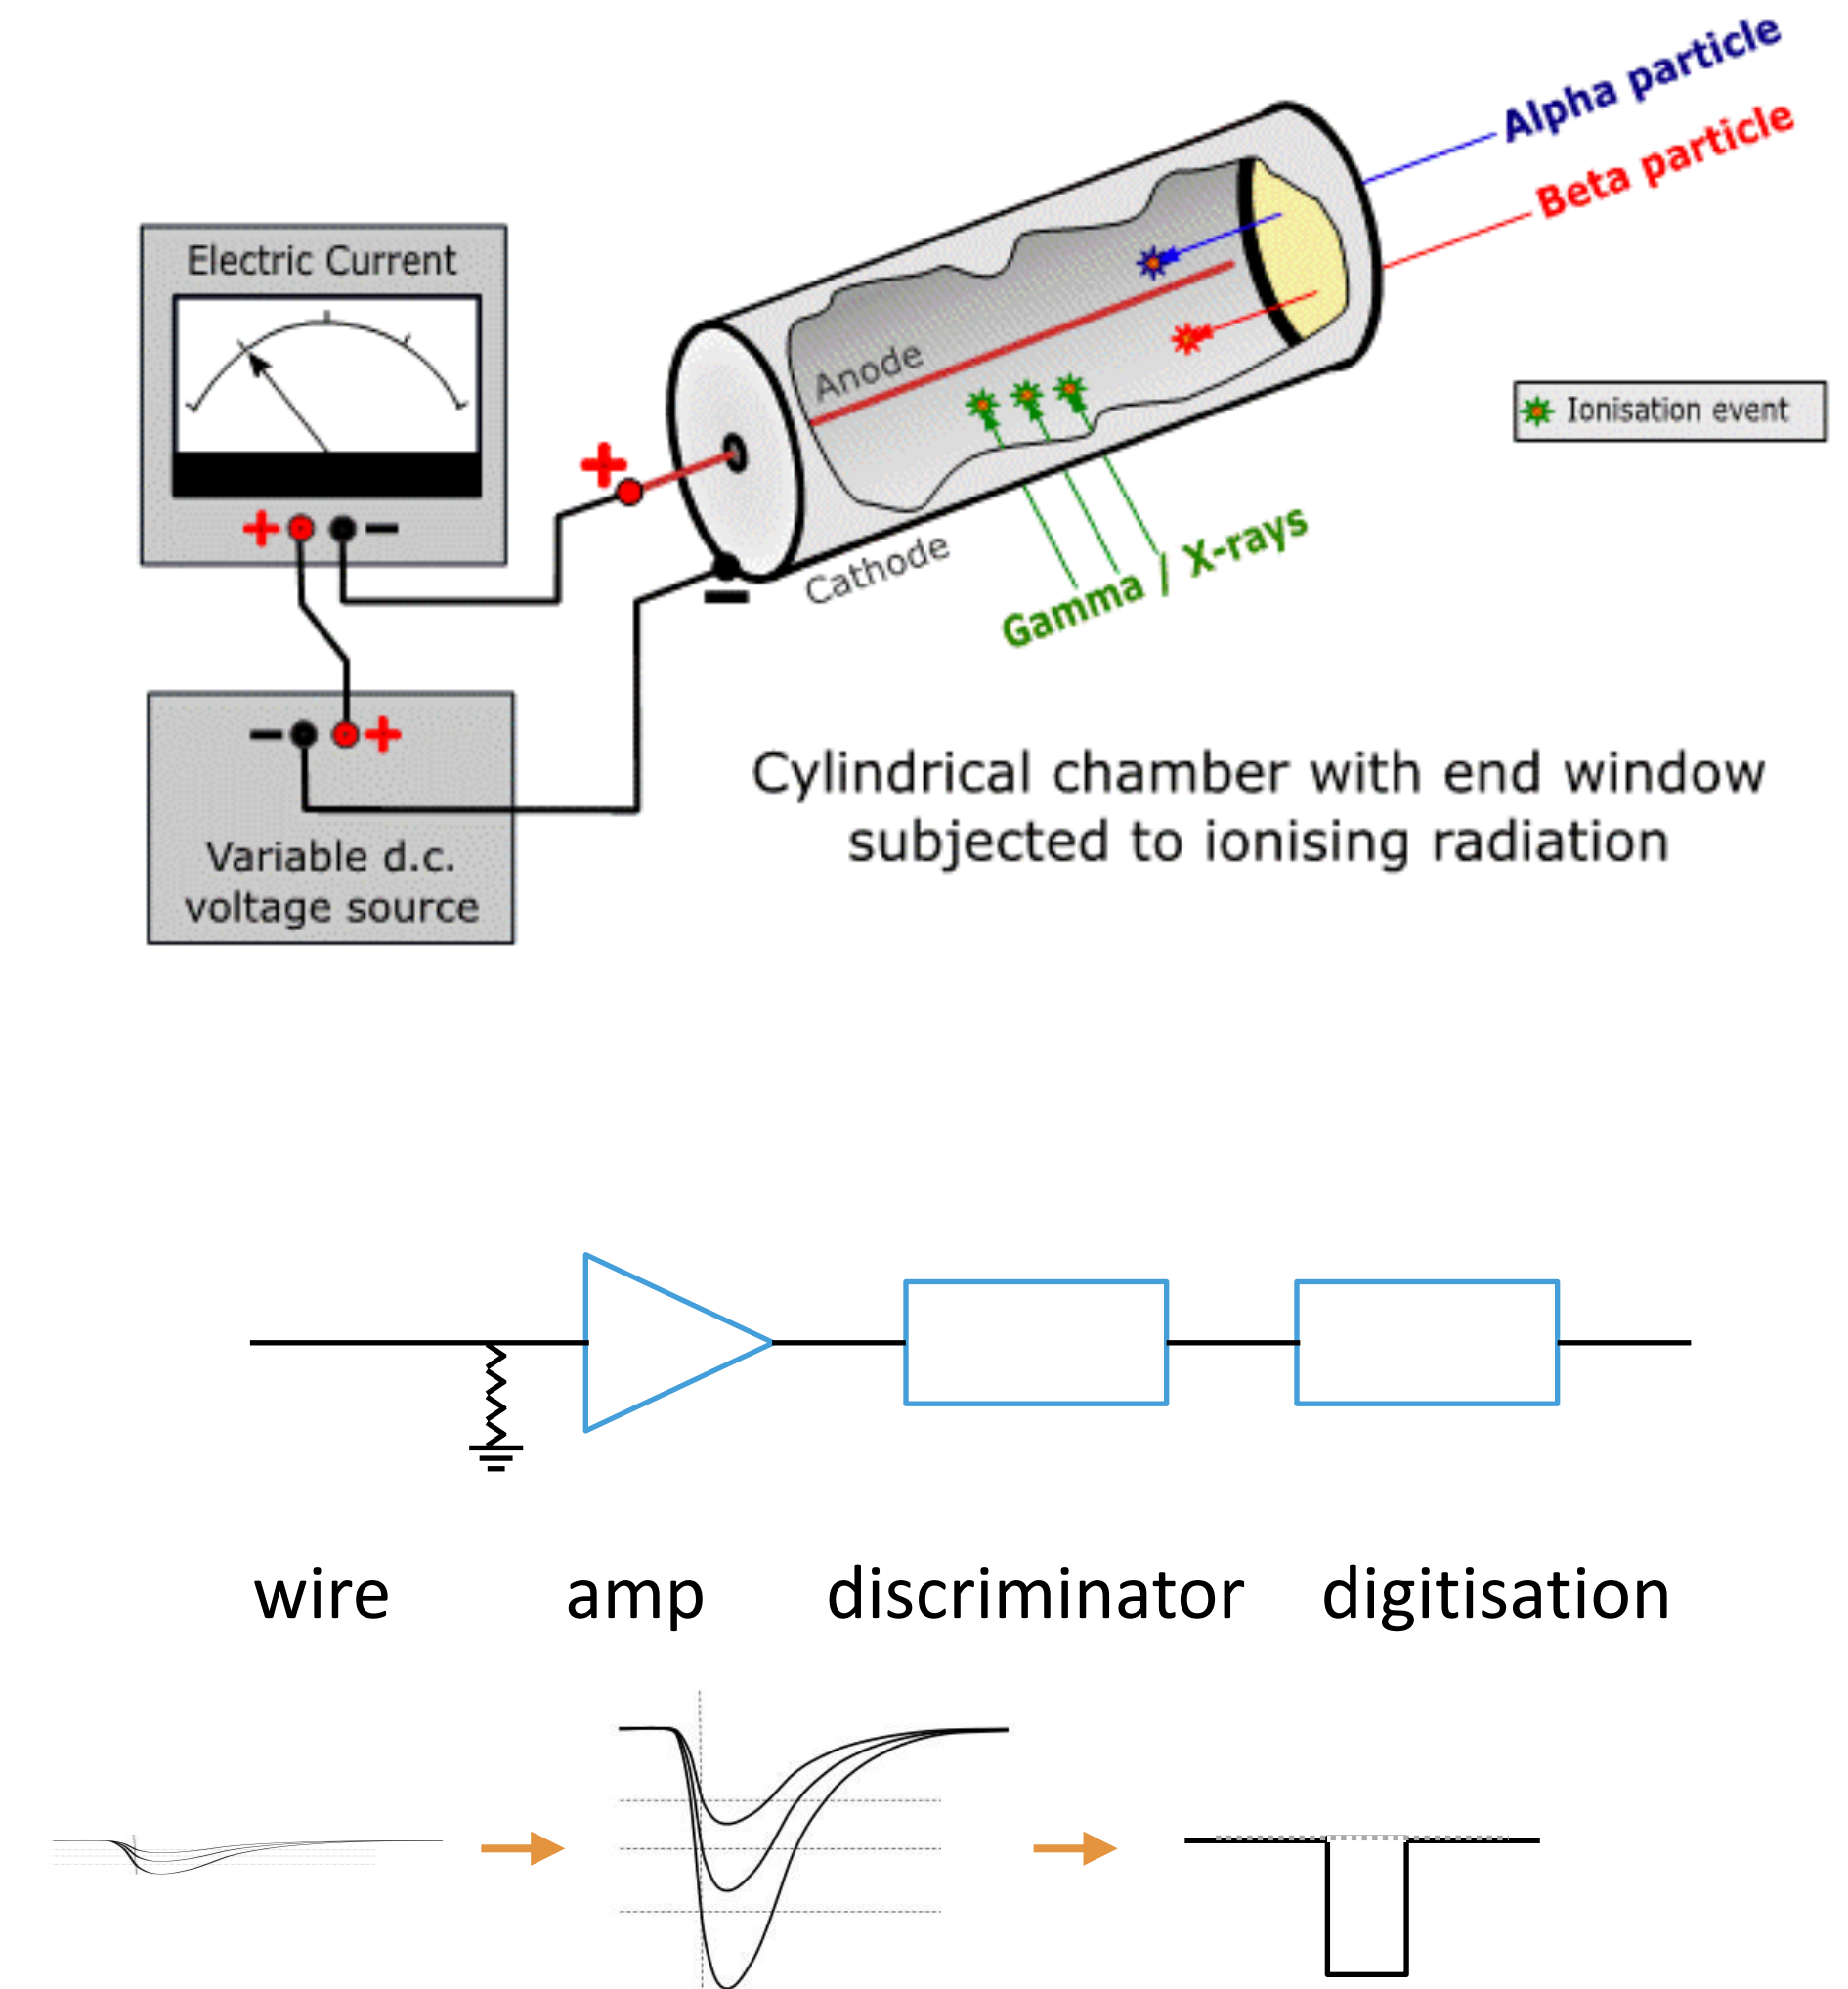 Alpha particle
Beta particle
Electric Current
Anode
Ionisation event
+
+ −
Cathode
−
Gamma / X-rays
− +
Variable d.c.
voltage source
Cylindrical chamber with end window
subjected to ionising radiation
wire amp discriminator digitisation